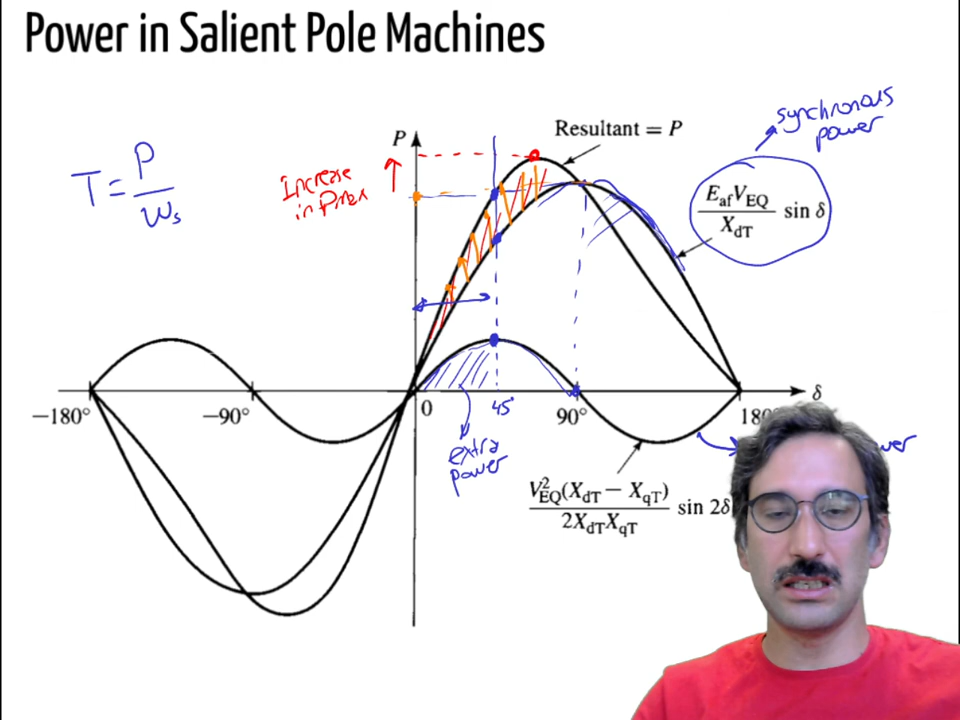 Power in Salient Pole Machines
synchronous
power
P
Resultant = P
T = P / ωs
Increase
in Pmax
EafVEQ / XdT sin δ
−180°
−90°
0
45°
90°
180°
δ
extra
power
V²EQ(XdT − XqT) / 2XdTXqT sin 2δ